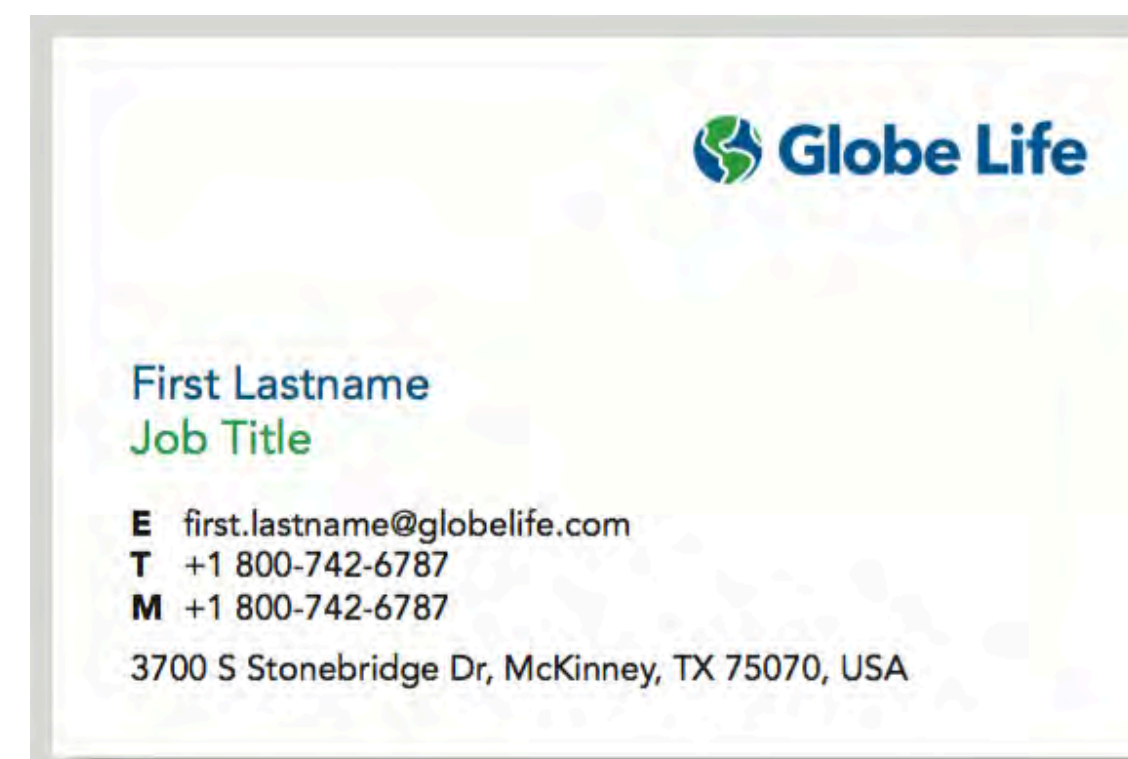 Globe Life
First Lastname
Job Title
E first.lastname@globelife.com
T +1 800-742-6787
M +1 800-742-6787
3700 S Stonebridge Dr, McKinney, TX 75070, USA